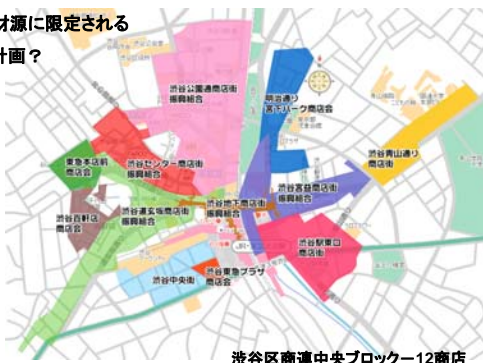 財源に限定される
計画？
渋谷公園通商店街
振興組合
明治通り
宮下パーク商店会
渋谷青山通り
商店街
渋谷センター商店街
振興組合
東急本店前
商店会
渋谷宮益商店街
振興組合
渋谷地下商店街
振興組合
渋谷道玄坂商店街
振興組合
渋谷百軒店
商店会
渋谷駅東口
商店街
渋谷中央街
渋谷東急プラザ
商店会
渋谷区商連中央ブロック－12商店